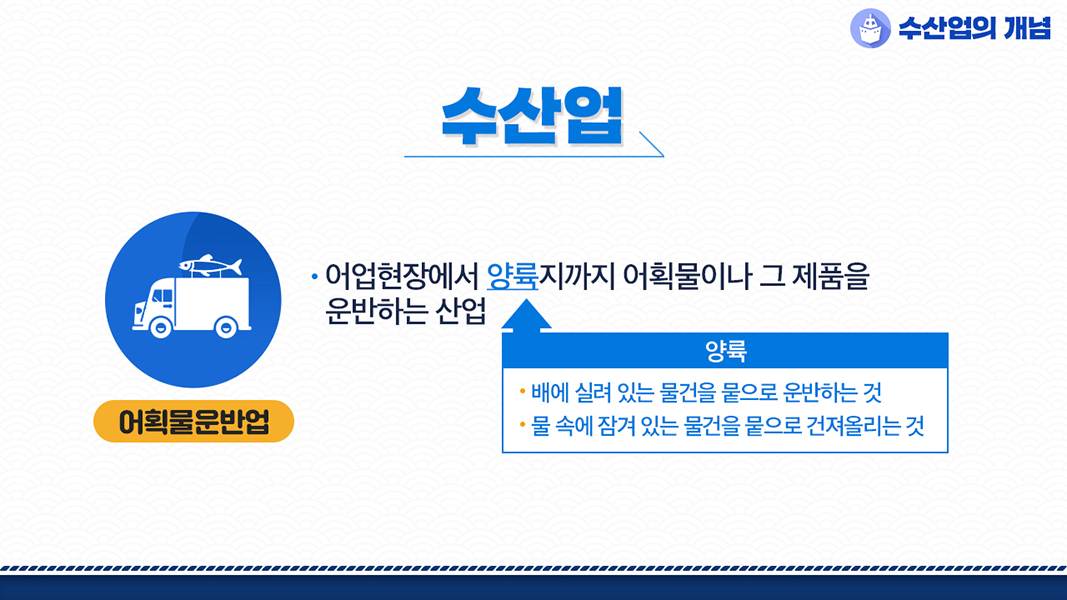 수산업의 개념
수산업
• 어업현장에서 양륙지까지 어획물이나 그 제품을
운반하는 산업
어획물운반업
양륙
• 배에 실려 있는 물건을 뭍으로 운반하는 것
• 물 속에 잠겨 있는 물건을 뭍으로 건져올리는 것